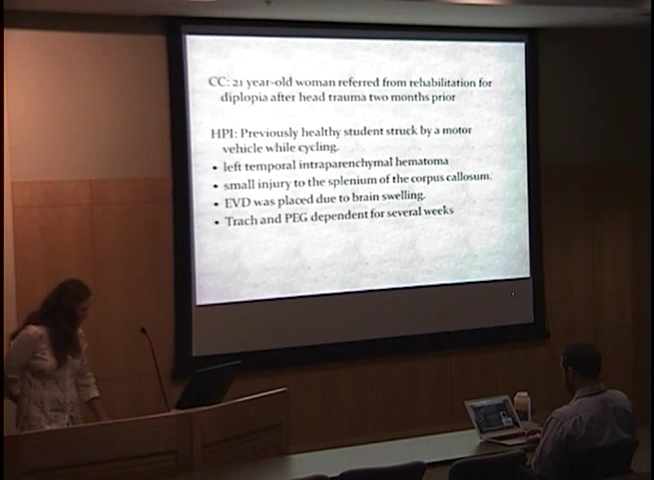 CC: 21 year-old woman referred from rehabilitation for
diplopia after head trauma two months prior
HPI: Previously healthy student struck by a motor
vehicle while cycling.
• left temporal intraparenchymal hematoma
• small injury to the splenium of the corpus callosum.
• EVD was placed due to brain swelling.
• Trach and PEG dependent for several weeks